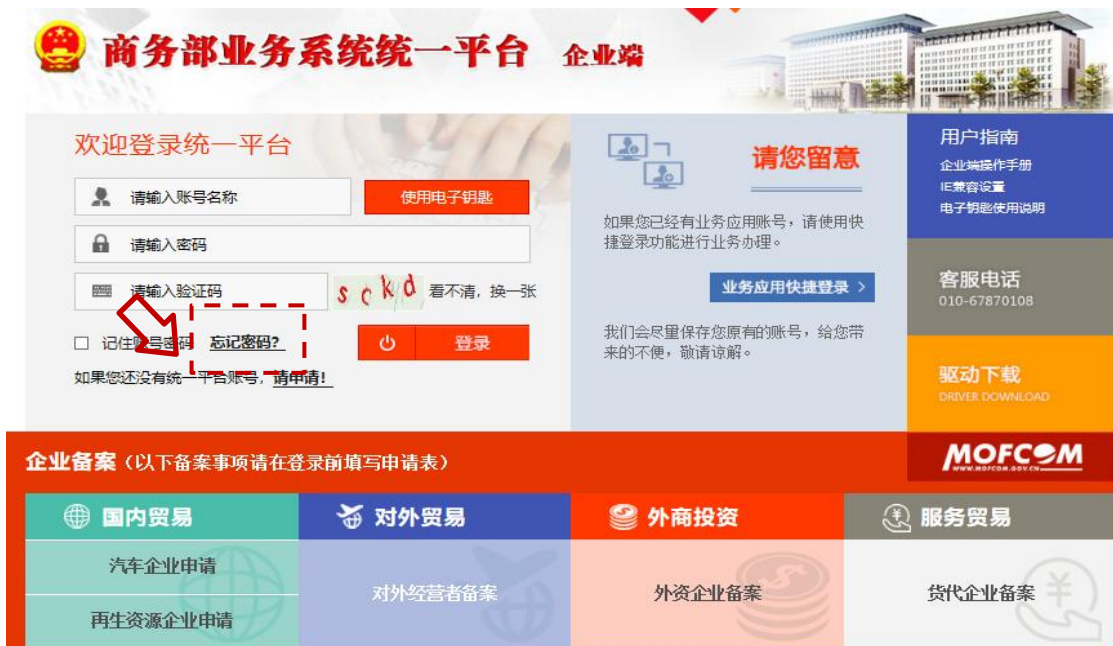 商务部业务系统统一平台 企业端
欢迎登录统一平台
请输入账号名称
使用电子钥匙
请输入密码
请输入验证码
s c k d
看不清，换一张
记住账号密码
忘记密码?
登录
如果您还没有统一平台账号，请申请!
请您留意
如果您已经有业务应用账号，请使用快
捷登录功能进行业务办理。
业务应用快捷登录 >
我们会尽量保存您原有的账号，给您带
来的不便，敬请谅解。
用户指南
企业端操作手册
IE兼容设置
电子钥匙使用说明
客服电话
010-67870108
驱动下载
DRIVER DOWNLOAD
企业备案（以下备案事项请在登录前填写申请表）
MOFCOM
WWW.MOFCOM.GOV.CN
国内贸易
对外贸易
外商投资
服务贸易
汽车企业申请
再生资源企业申请
对外经营者备案
外资企业备案
货代企业备案